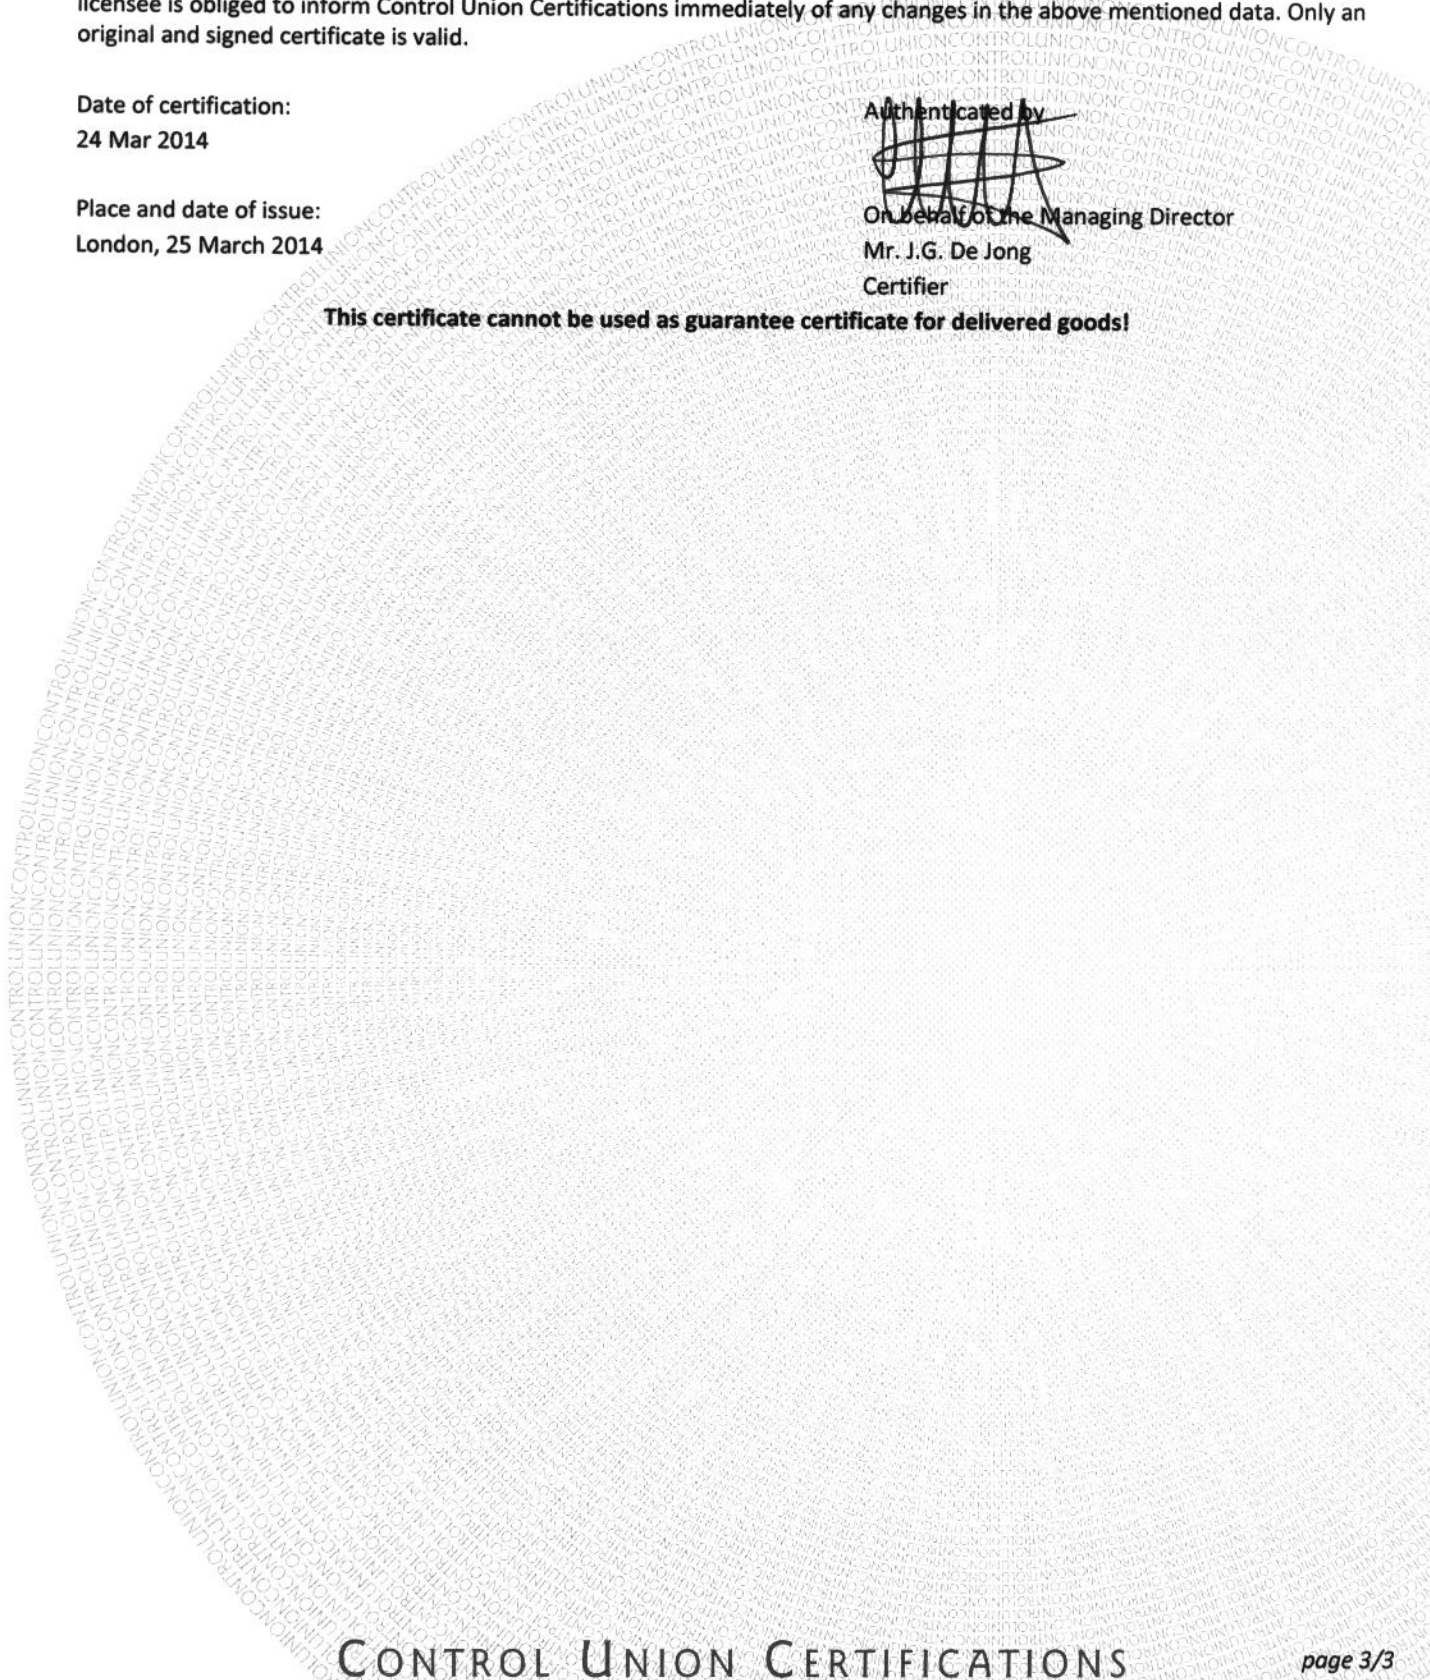 licensee is obliged to inform Control Union Certifications immediately of any changes in the above mentioned data. Only an
original and signed certificate is valid.
Date of certification:
24 Mar 2014
Place and date of issue:
London, 25 March 2014
Authenticated by
On behalf of the Managing Director
Mr. J.G. De Jong
Certifier
This certificate cannot be used as guarantee certificate for delivered goods!
CONTROL UNION CERTIFICATIONS
page 3/3